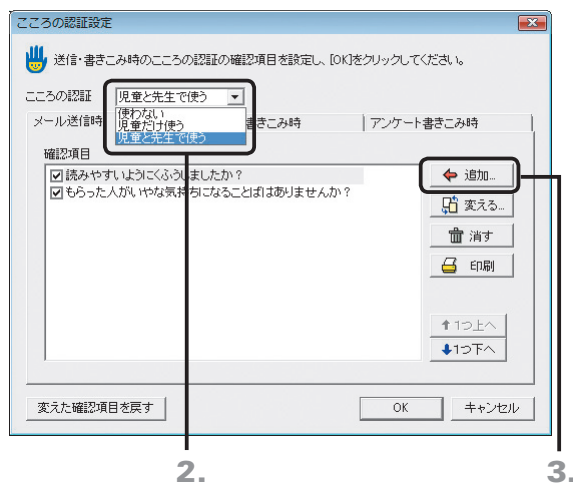 こころの認証設定
送信・書きこみ時のこころの認証の確認項目を設定し、[OK]をクリックしてください。
こころの認証 児童と先生で使う
使わない
児童だけ使う
児童と先生で使う
メール送信時 書きこみ時 アンケート書きこみ時
確認項目
読みやすいようにくふうしましたか?
もらった人がいやな気持ちになることばはありませんか?
追加...
変える...
消す
印刷
1つ上へ
1つ下へ
変えた確認項目を戻す OK キャンセル
2. 3.